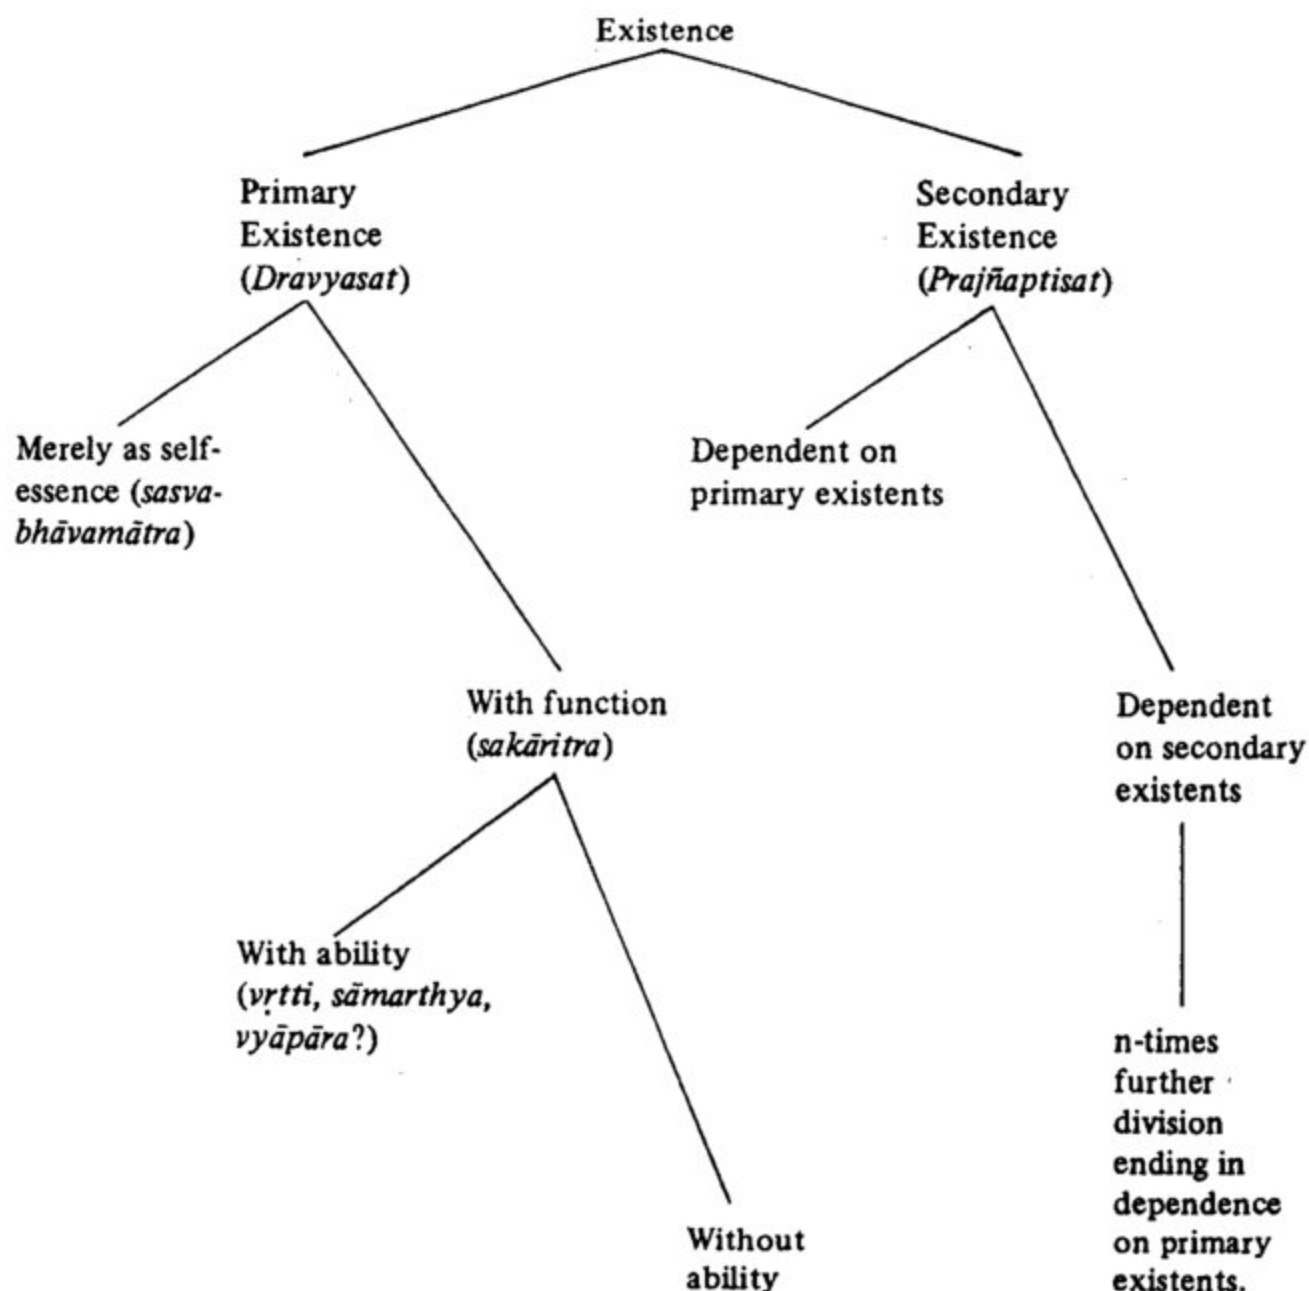 Existence
Primary
Existence
(Dravyasat)
Secondary
Existence
(Prajñaptisat)
Merely as self-
essence (sasva-
bhāvamātra)
Dependent on
primary existents
With function
(sakāritra)
Dependent
on secondary
existents
With ability
(vṛtti, sāmarthya,
vyāpāra?)
n-times
further
division
ending in
dependence
on primary
existents.
Without
ability